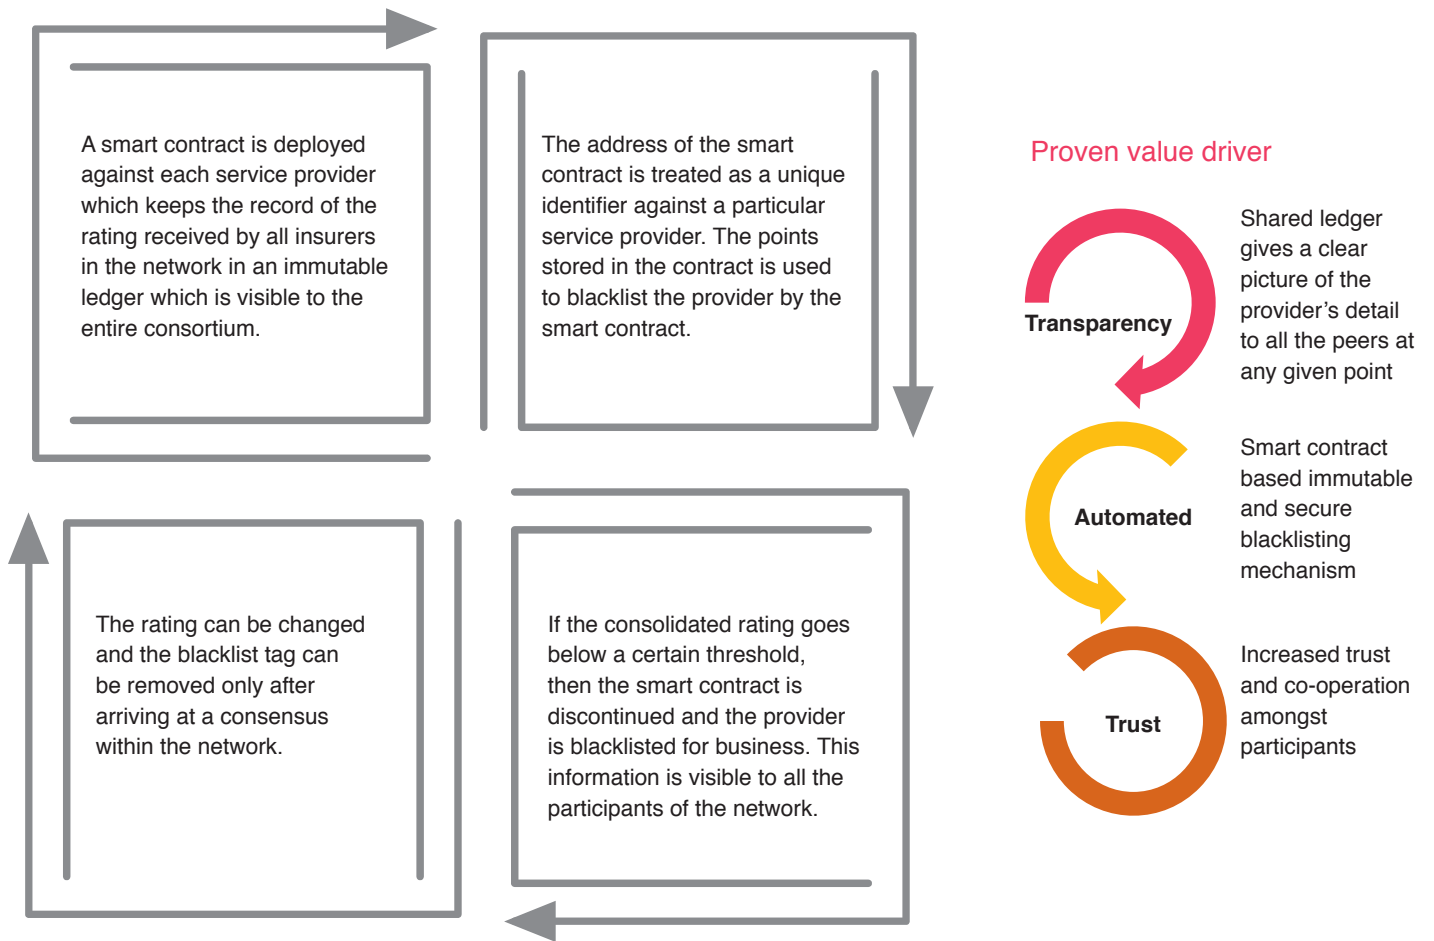 A smart contract is deployed
against each service provider
which keeps the record of the
rating received by all insurers
in the network in an immutable
ledger which is visible to the
entire consortium.
The address of the smart
contract is treated as a unique
identifier against a particular
service provider. The points
stored in the contract is used
to blacklist the provider by the
smart contract.
The rating can be changed
and the blacklist tag can
be removed only after
arriving at a consensus
within the network.
If the consolidated rating goes
below a certain threshold,
then the smart contract is
discontinued and the provider
is blacklisted for business. This
information is visible to all the
participants of the network.
Proven value driver
Transparency
Shared ledger
gives a clear
picture of the
provider’s detail
to all the peers at
any given point
Automated
Smart contract
based immutable
and secure
blacklisting
mechanism
Trust
Increased trust
and co-operation
amongst
participants